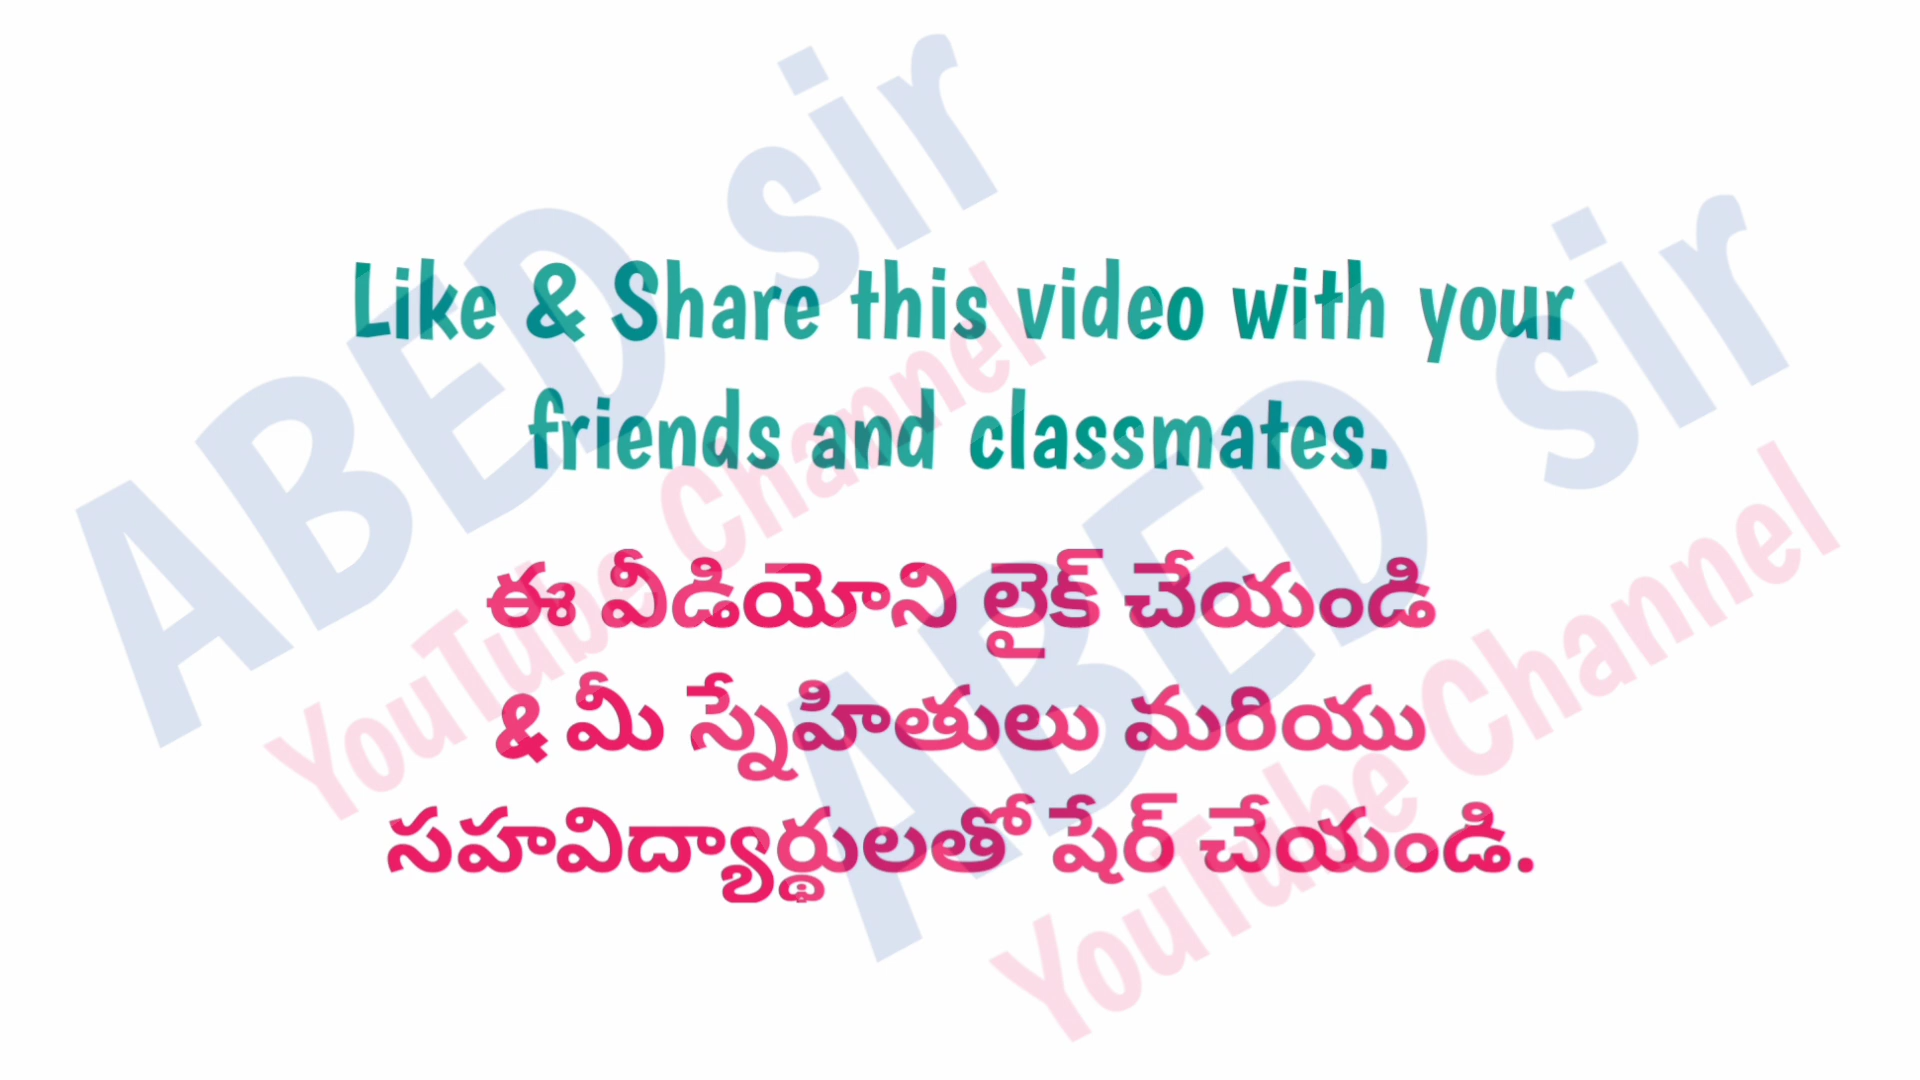 Like & Share this video with your
friends and classmates.
ఈ వీడియోని లైక్ చేయండి
& మీ స్నేహితులు మరియు
సహవిద్యార్థులతో షేర్ చేయండి.
ABED sir
YouTube Channel
ABED sir
YouTube Channel